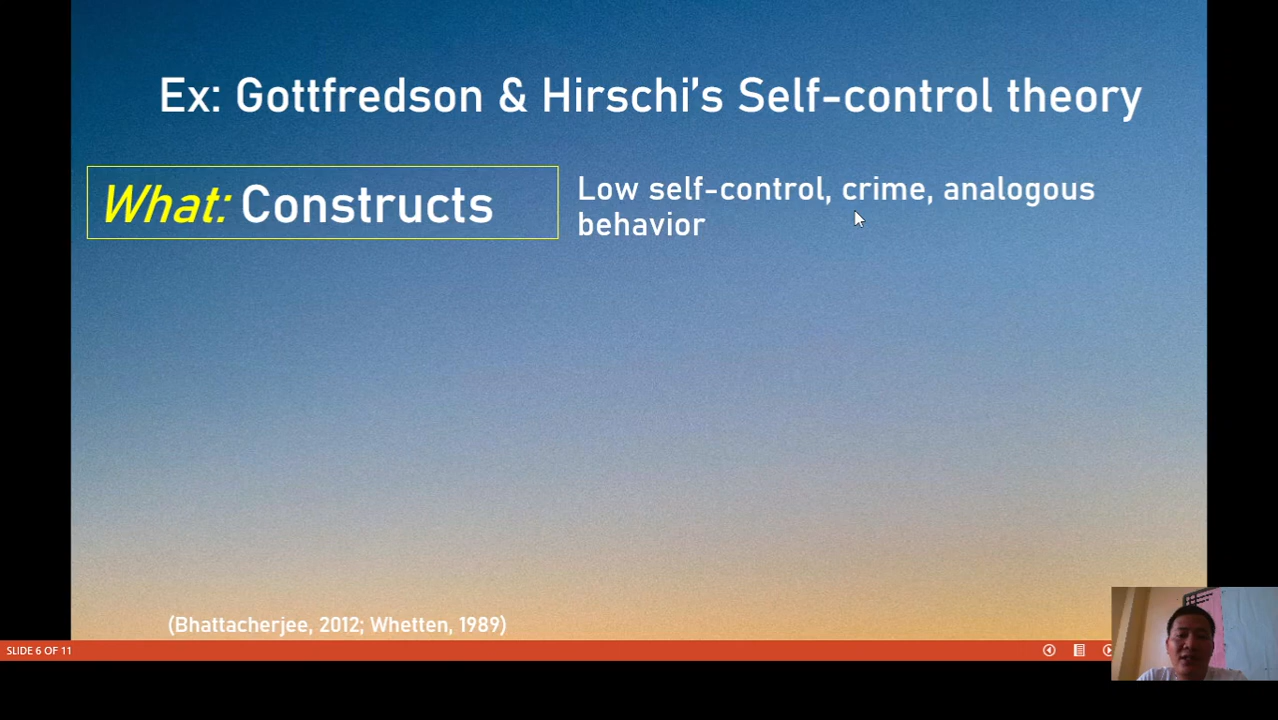 Ex: Gottfredson & Hirschi's Self-control theory
What: Constructs
Low self-control, crime, analogous
behavior
(Bhattacherjee, 2012; Whetten, 1989)
SLIDE 6 OF 11